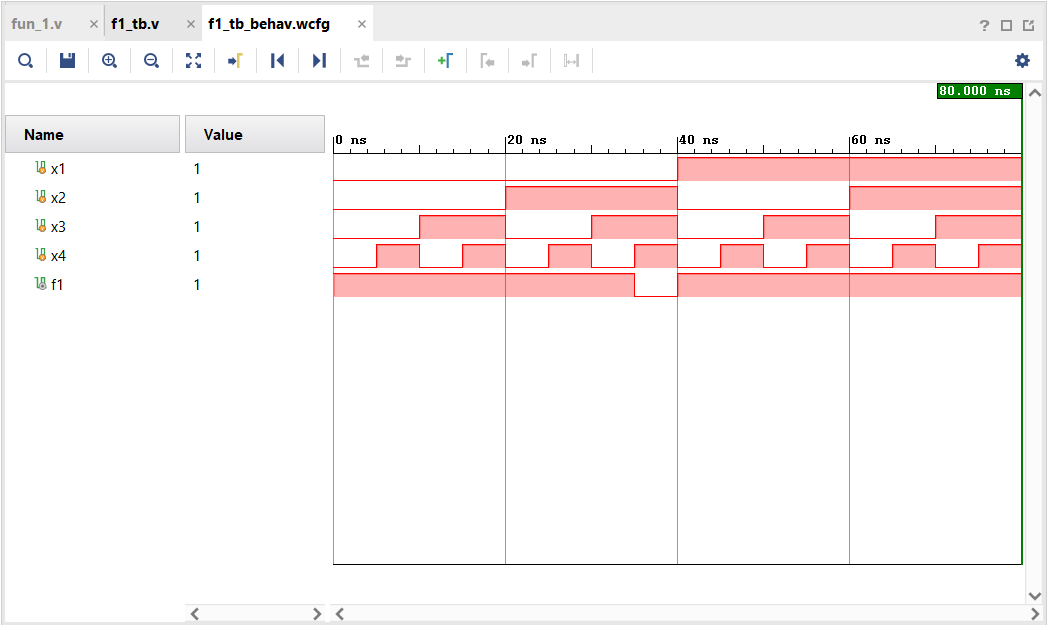 fun_1.v × f1_tb.v × f1_tb_behav.wcfg ×
?
80.000 ns
Name Value
0 ns 20 ns 40 ns 60 ns
x1 1
x2 1
x3 1
x4 1
f1 1